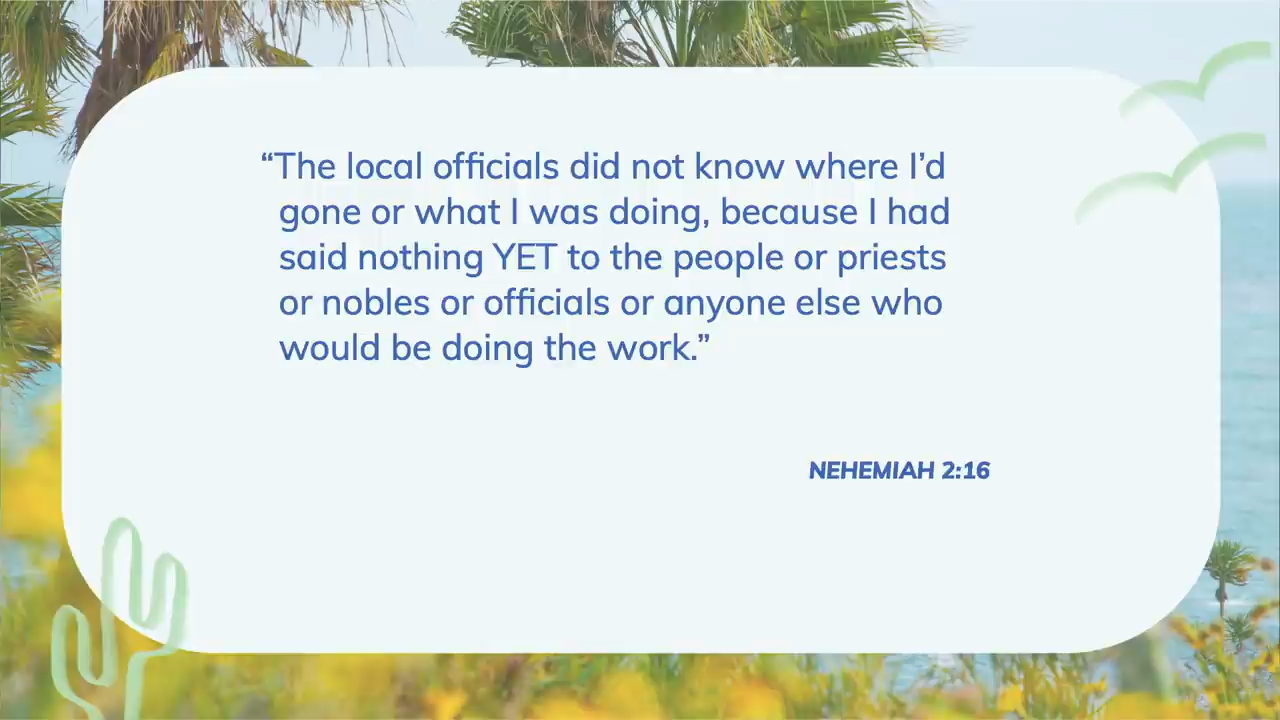 “The local officials did not know where I’d
gone or what I was doing, because I had
said nothing YET to the people or priests
or nobles or officials or anyone else who
would be doing the work.”
NEHEMIAH 2:16